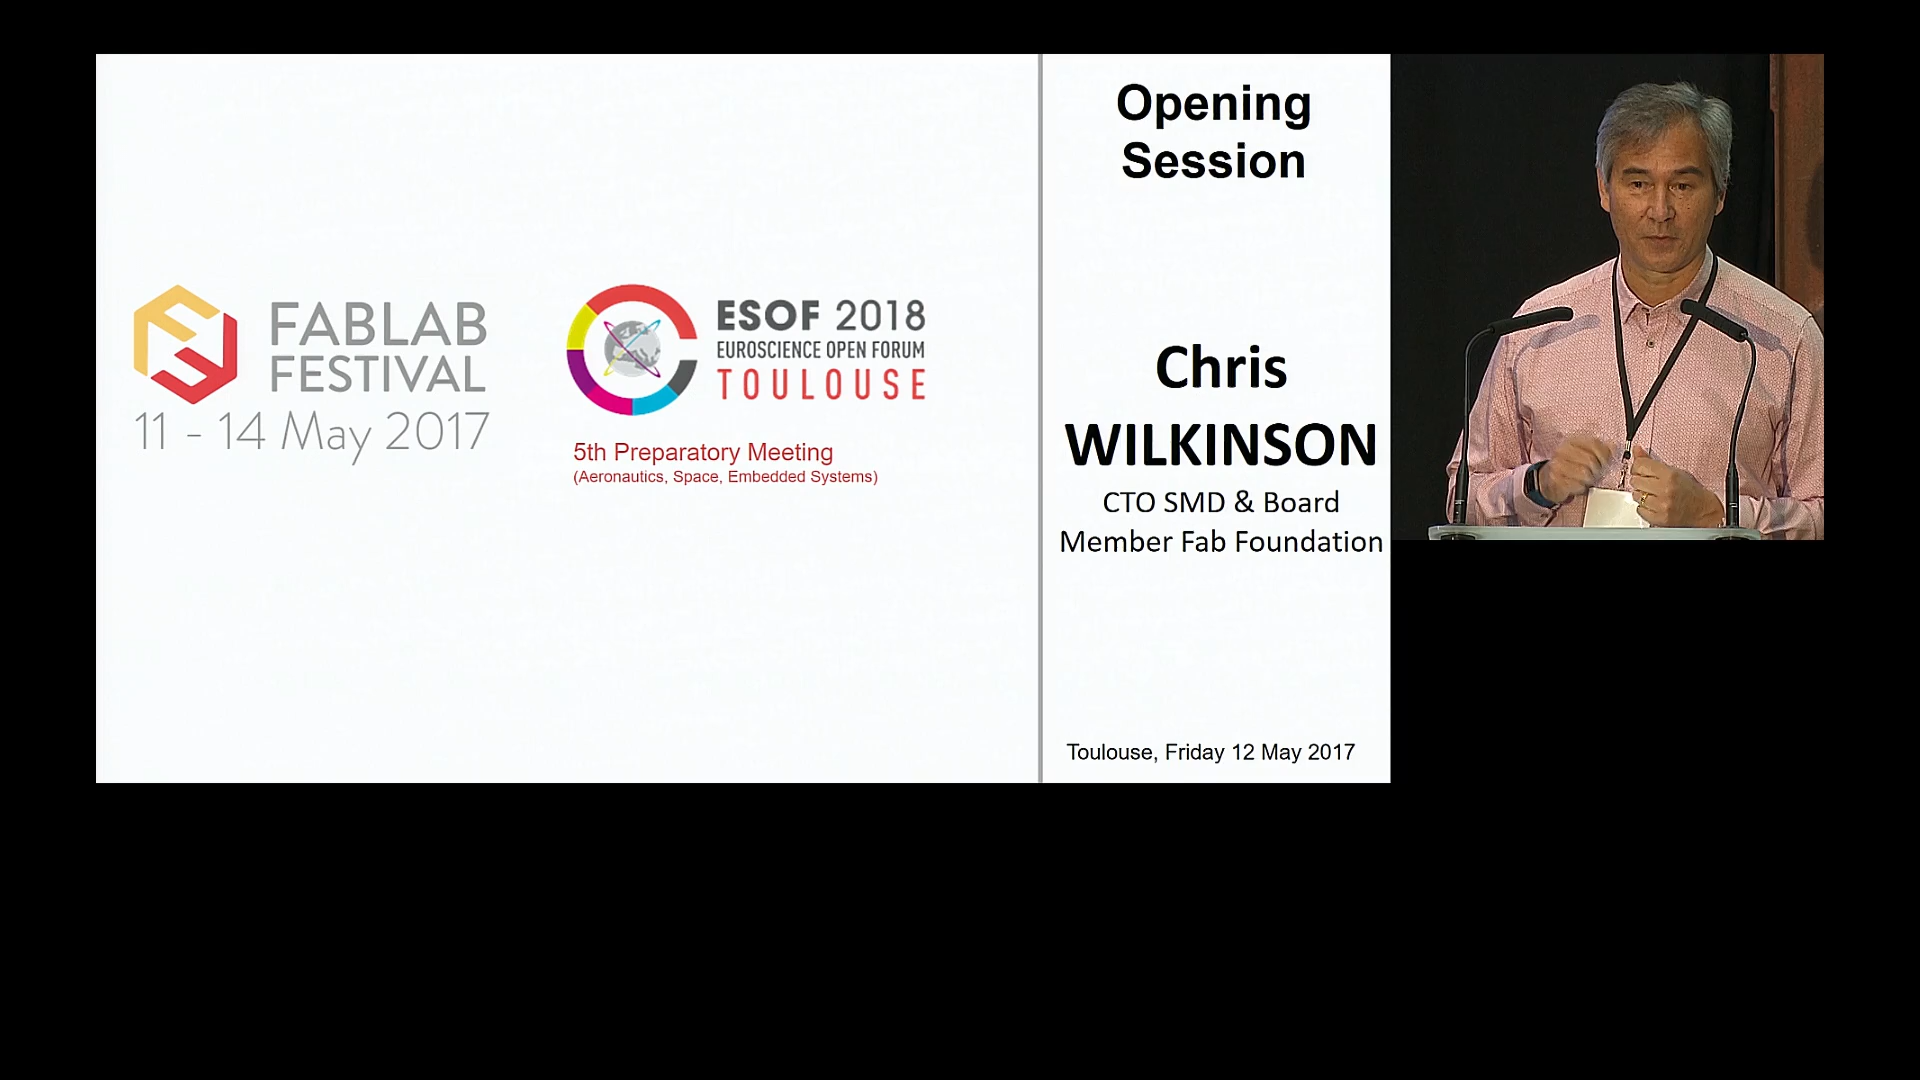 FABLAB
FESTIVAL
11 - 14 May 2017
ESOF 2018
EUROSCIENCE OPEN FORUM
TOULOUSE
5th Preparatory Meeting
(Aeronautics, Space, Embedded Systems)
Opening
Session
Chris
WILKINSON
CTO SMD & Board
Member Fab Foundation
Toulouse, Friday 12 May 2017